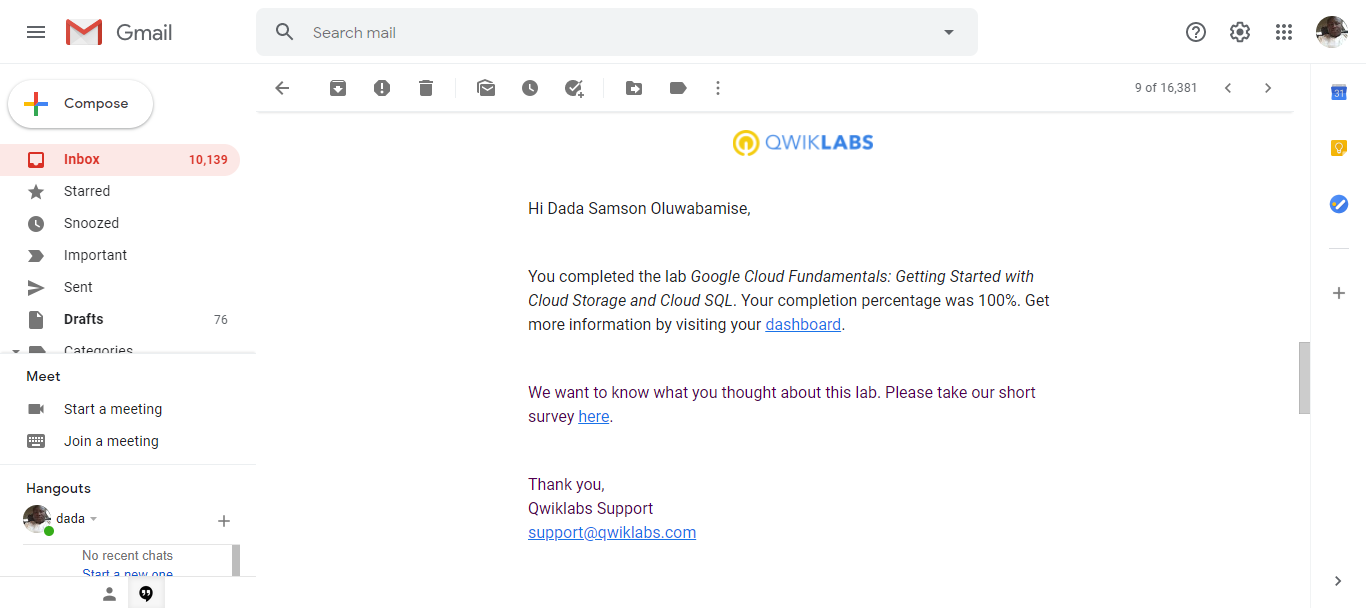 Gmail
Search mail
Compose
9 of 16,381
31
Inbox 10,139
Starred
Snoozed
Important
Sent
Drafts 76
Categories
Meet
Start a meeting
Join a meeting
Hangouts
dada
No recent chats
Start a new one
QWIKLABS
Hi Dada Samson Oluwabamise,
You completed the lab Google Cloud Fundamentals: Getting Started with
Cloud Storage and Cloud SQL. Your completion percentage was 100%. Get
more information by visiting your dashboard.
We want to know what you thought about this lab. Please take our short
survey here.
Thank you,
Qwiklabs Support
support@qwiklabs.com